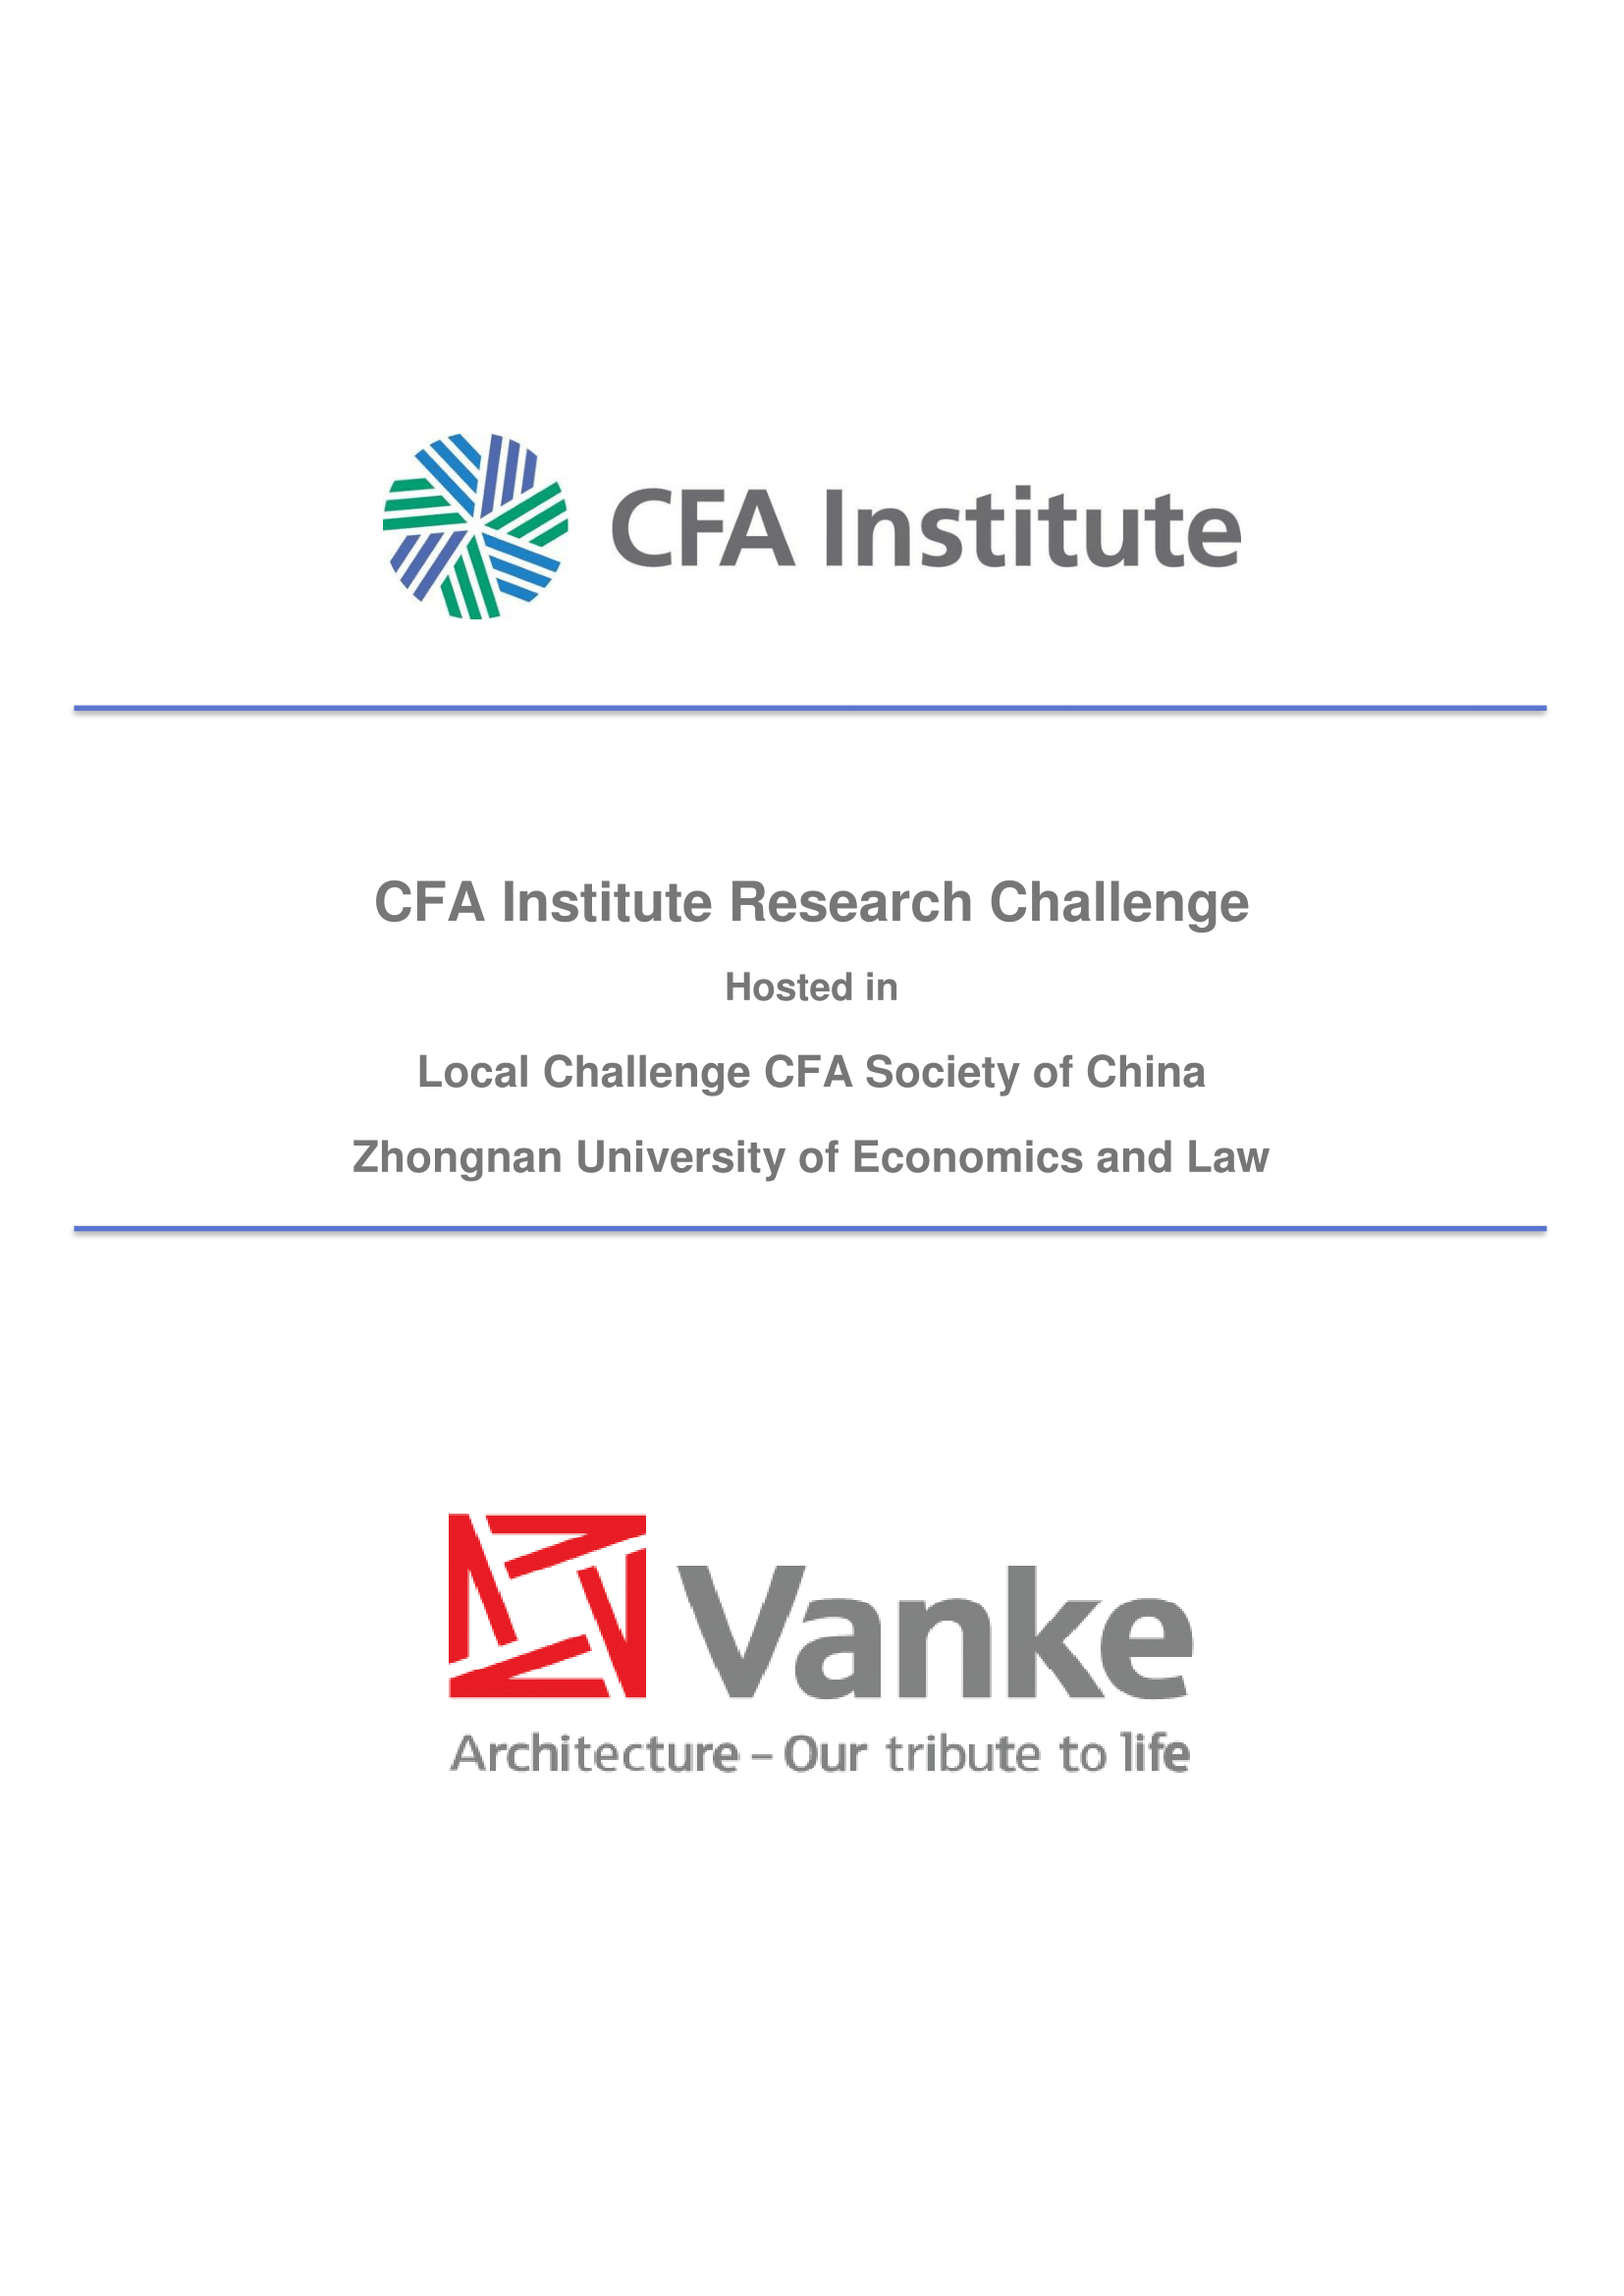 CFA Institute
CFA Institute Research Challenge
Hosted in
Local Challenge CFA Society of China
Zhongnan University of Economics and Law
Vanke
Architecture – Our tribute to life